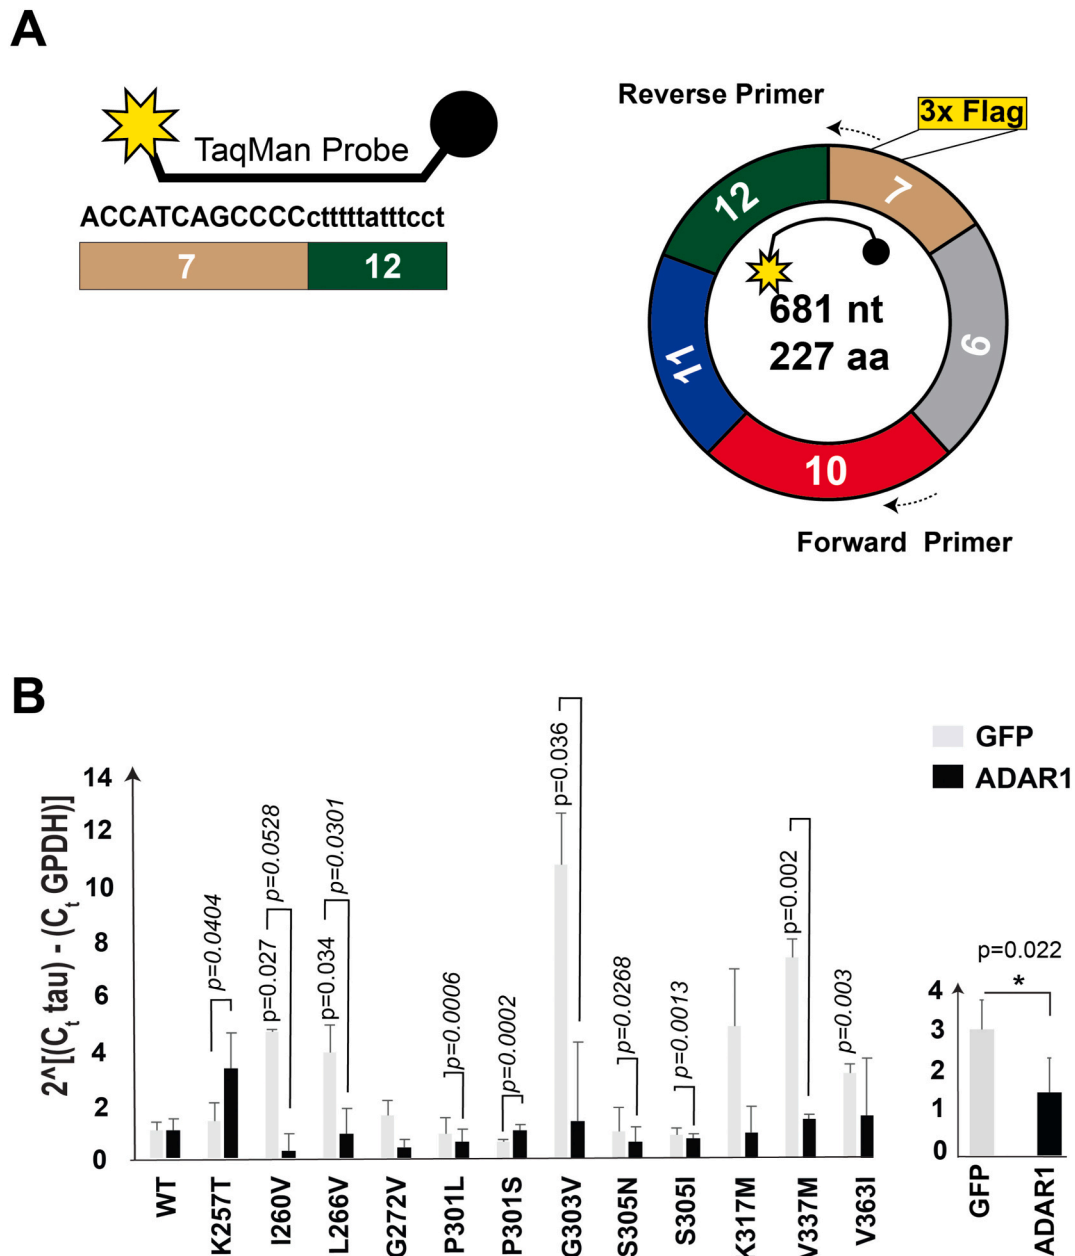 A
TaqMan Probe
ACCATCAGCCCCctttttatttcct
7
12
Reverse Primer
3x Flag
12
7
9
11
10
681 nt
227 aa
Forward Primer
B
GFP
ADAR1
2^[(Ct tau) - (Ct GPDH)]
14
12
10
8
6
4
2
0
p=0.0404
p=0.027
p=0.0528
p=0.034
p=0.0301
p=0.0006
p=0.0002
p=0.036
p=0.0268
p=0.0013
p=0.002
p=0.003
WT
K257T
I260V
L266V
G272V
P301L
P301S
G303V
S305N
S305I
K317M
V337M
V363I
p=0.022
*
4
3
2
1
0
GFP
ADAR1